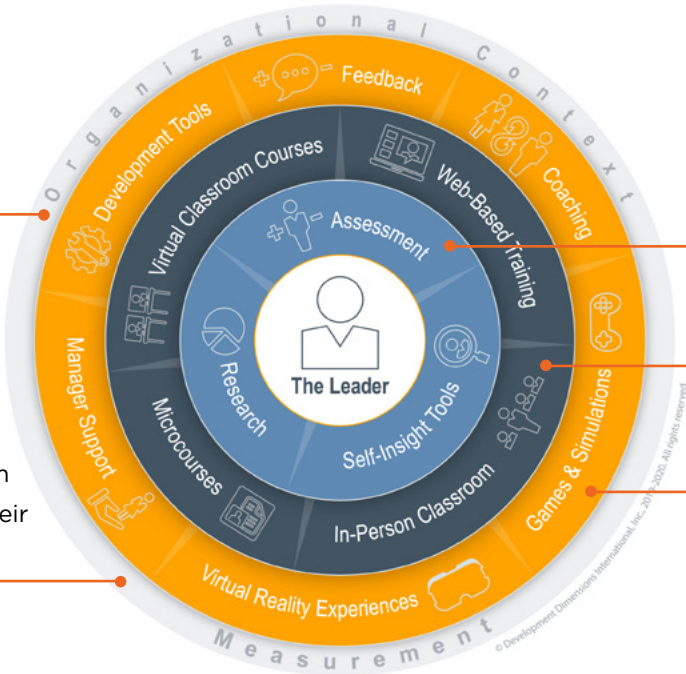 Organizational Context
Feedback
Development Tools
Coaching
Virtual Classroom Courses
Web-Based Training
Assessment
The Leader
Research
Self-Insight Tools
Manager Support
Microcourses
In-Person Classroom
Games & Simulations
Virtual Reality Experiences
Measurement
© Development Dimensions International, Inc., 2019-2020. All rights reserved
eir